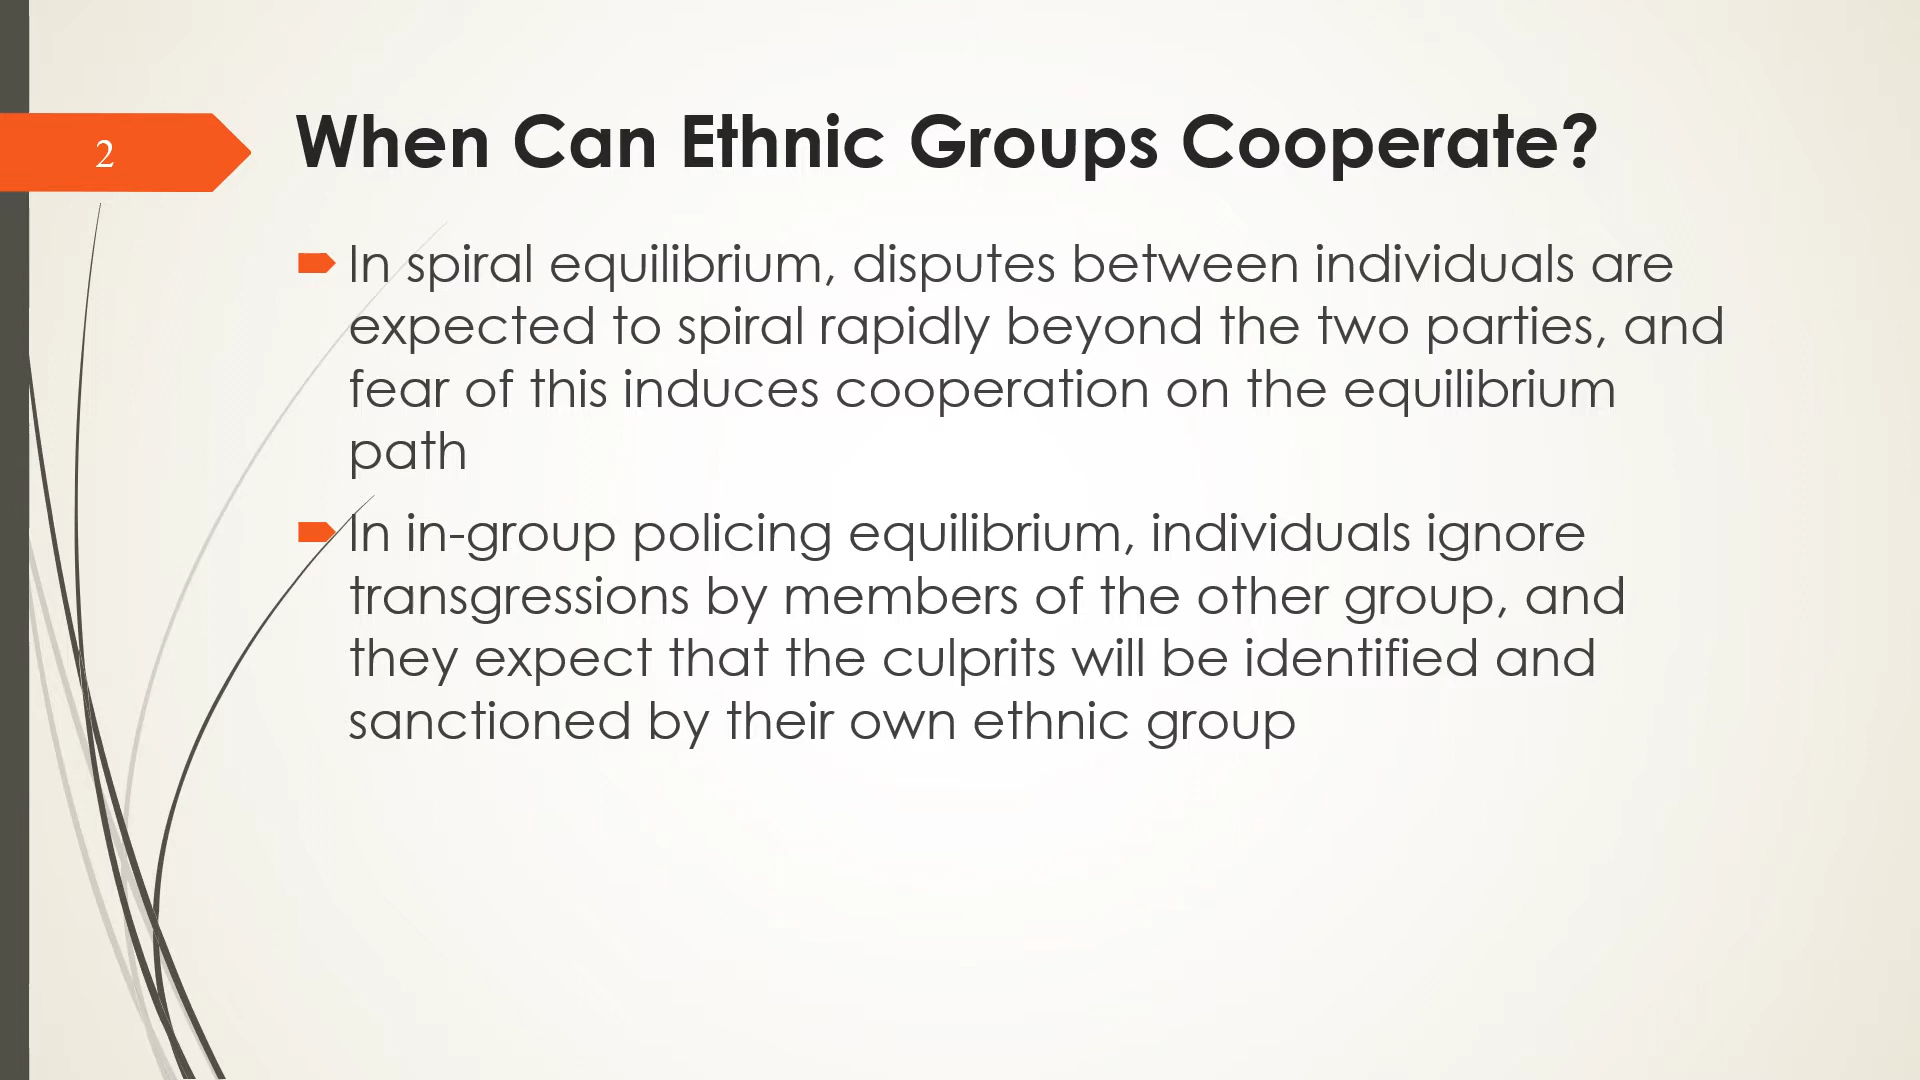 2
When Can Ethnic Groups Cooperate?
In spiral equilibrium, disputes between individuals are
expected to spiral rapidly beyond the two parties, and
fear of this induces cooperation on the equilibrium
path
In in-group policing equilibrium, individuals ignore
transgressions by members of the other group, and
they expect that the culprits will be identified and
sanctioned by their own ethnic group